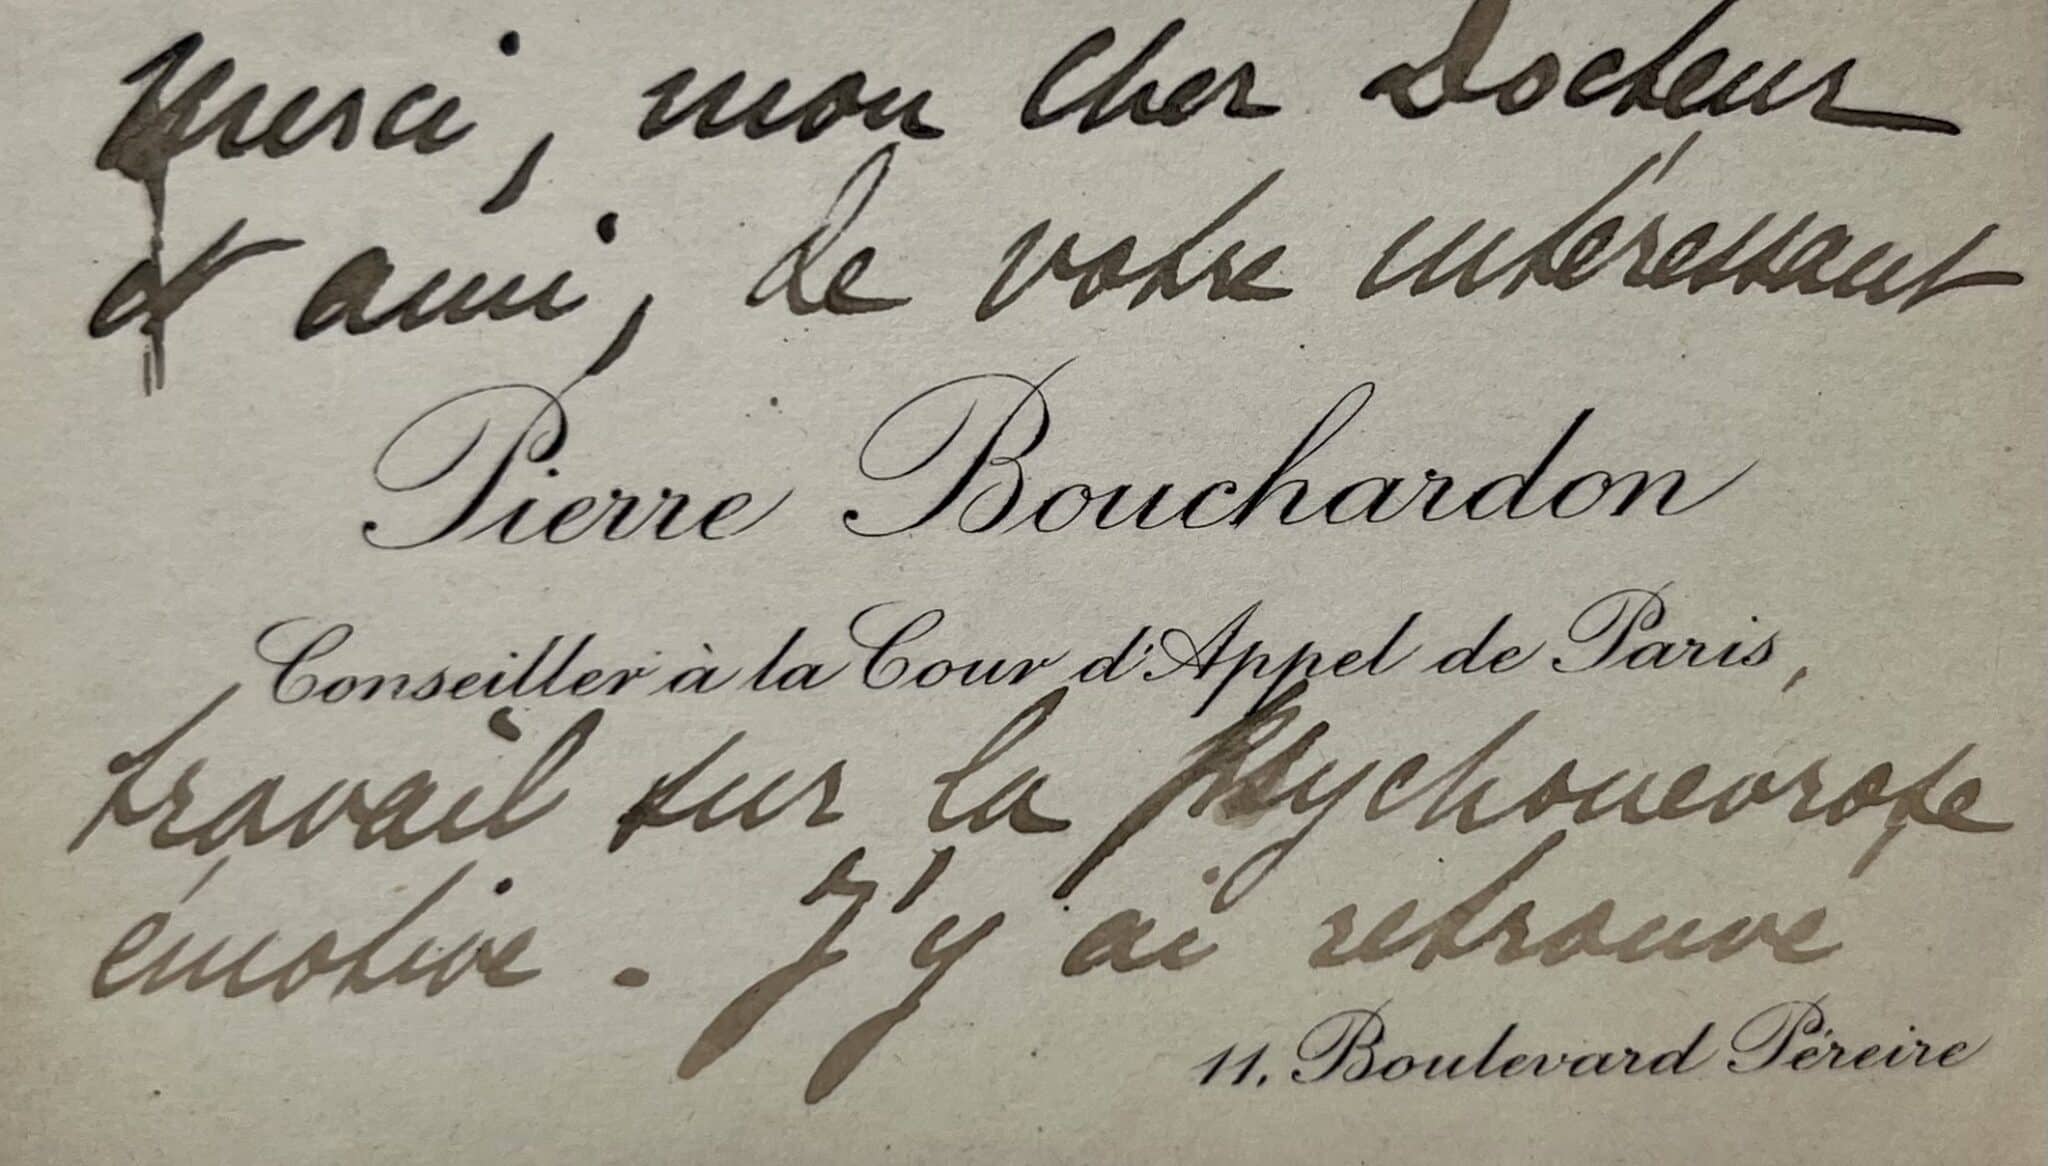 Merci, mon cher Docteur
et ami, de votre intéressant
Pierre Bouchardon
Conseiller à la Cour d'Appel de Paris,
travail sur la Psychonevrose
émotive. J'y ai retrouvé
11. Boulevard Péreire